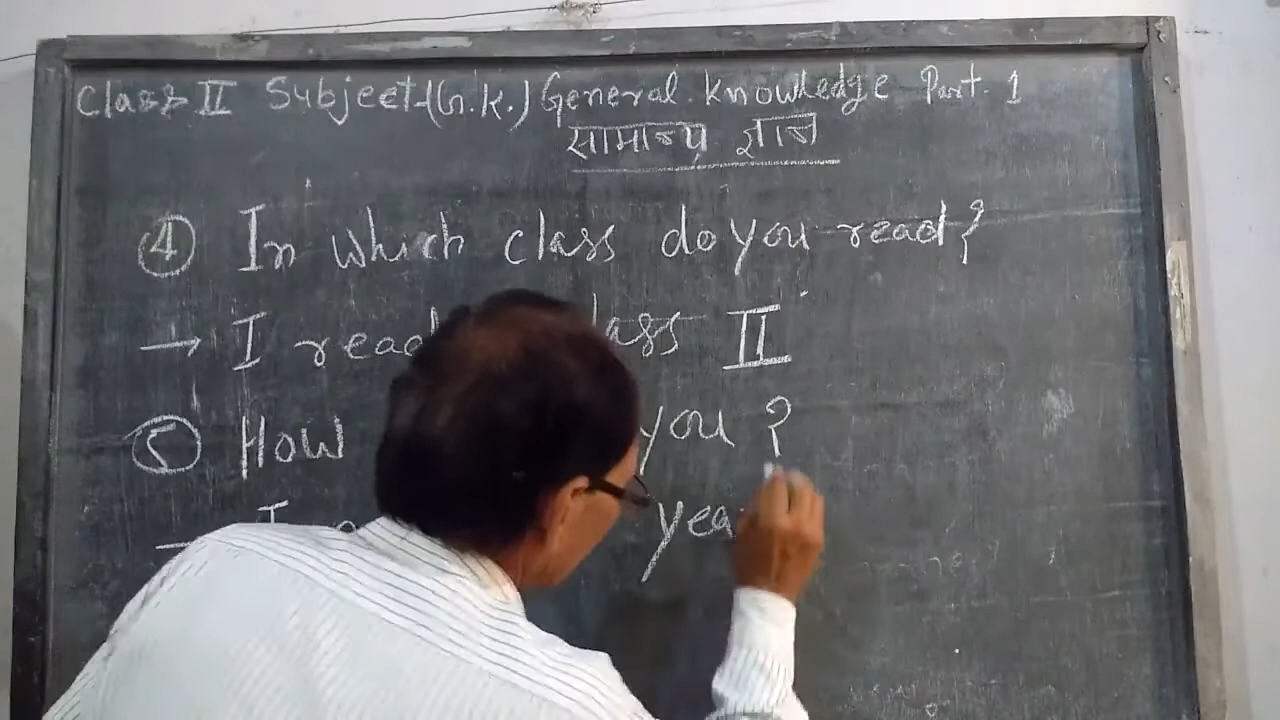 Class II Subject-(G.K.) General Knowledge Part-1
सामान्य ज्ञान
④ In which class do you read?
→ I read class II
⑤ How you ?
→ I